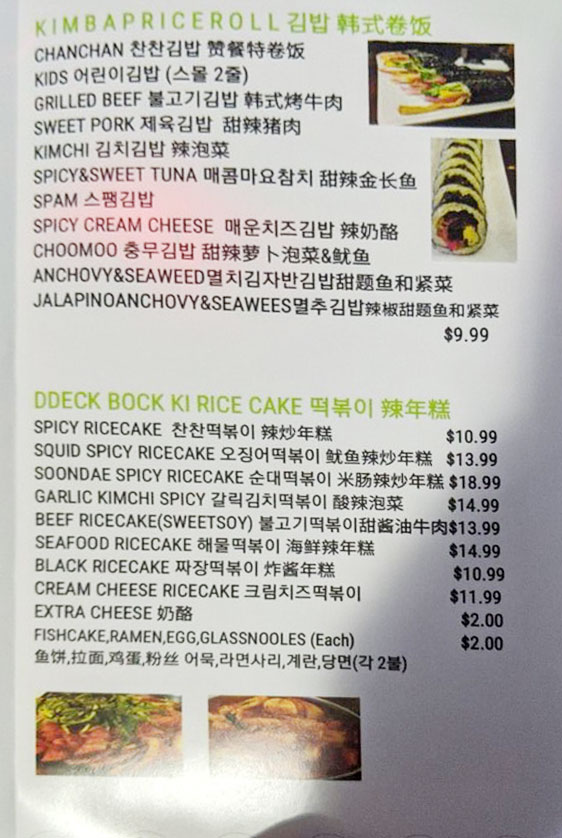 KIMBAPRICEROLL 김밥 韩式卷饭
CHANCHAN 찬찬김밥 赞餐特卷饭
KIDS 어린이김밥 (스몰 2줄)
GRILLED BEEF 불고기김밥 韩式烤牛肉
SWEET PORK 제육김밥 甜辣猪肉
KIMCHI 김치김밥 辣泡菜
SPICY&SWEET TUNA 매콤마요참치 甜辣金长鱼
SPAM 스팸김밥
SPICY CREAM CHEESE 매운치즈김밥 辣奶酪
CHOOMOO 충무김밥 甜辣萝卜泡菜&鱿鱼
ANCHOVY&SEAWEED멸치김자반김밥甜题鱼和紧菜
JALAPINOANCHOVY&SEAWEES멸추김밥辣椒甜题鱼和紧菜
$9.99
DDECK BOCK KI RICE CAKE 떡볶이 辣年糕
SPICY RICECAKE 찬찬떡볶이 辣炒年糕 $10.99
SQUID SPICY RICECAKE 오징어떡볶이 鱿鱼辣炒年糕 $13.99
SOONDAE SPICY RICECAKE 순대떡볶이 米肠辣炒年糕 $18.99
GARLIC KIMCHI SPICY 갈릭김치떡볶이 酸辣泡菜 $14.99
BEEF RICECAKE(SWEETSOY) 불고기떡볶이甜酱油牛肉$13.99
SEAFOOD RICECAKE 해물떡볶이 海鲜辣年糕 $14.99
BLACK RICECAKE 짜장떡볶이 炸酱年糕 $10.99
CREAM CHEESE RICECAKE 크림치즈떡볶이 $11.99
EXTRA CHEESE 奶酪 $2.00
FISHCAKE,RAMEN,EGG,GLASSNOOLES (Each) $2.00
鱼饼,拉面,鸡蛋,粉丝 어묵,라면사리,계란,당면(각 2불)